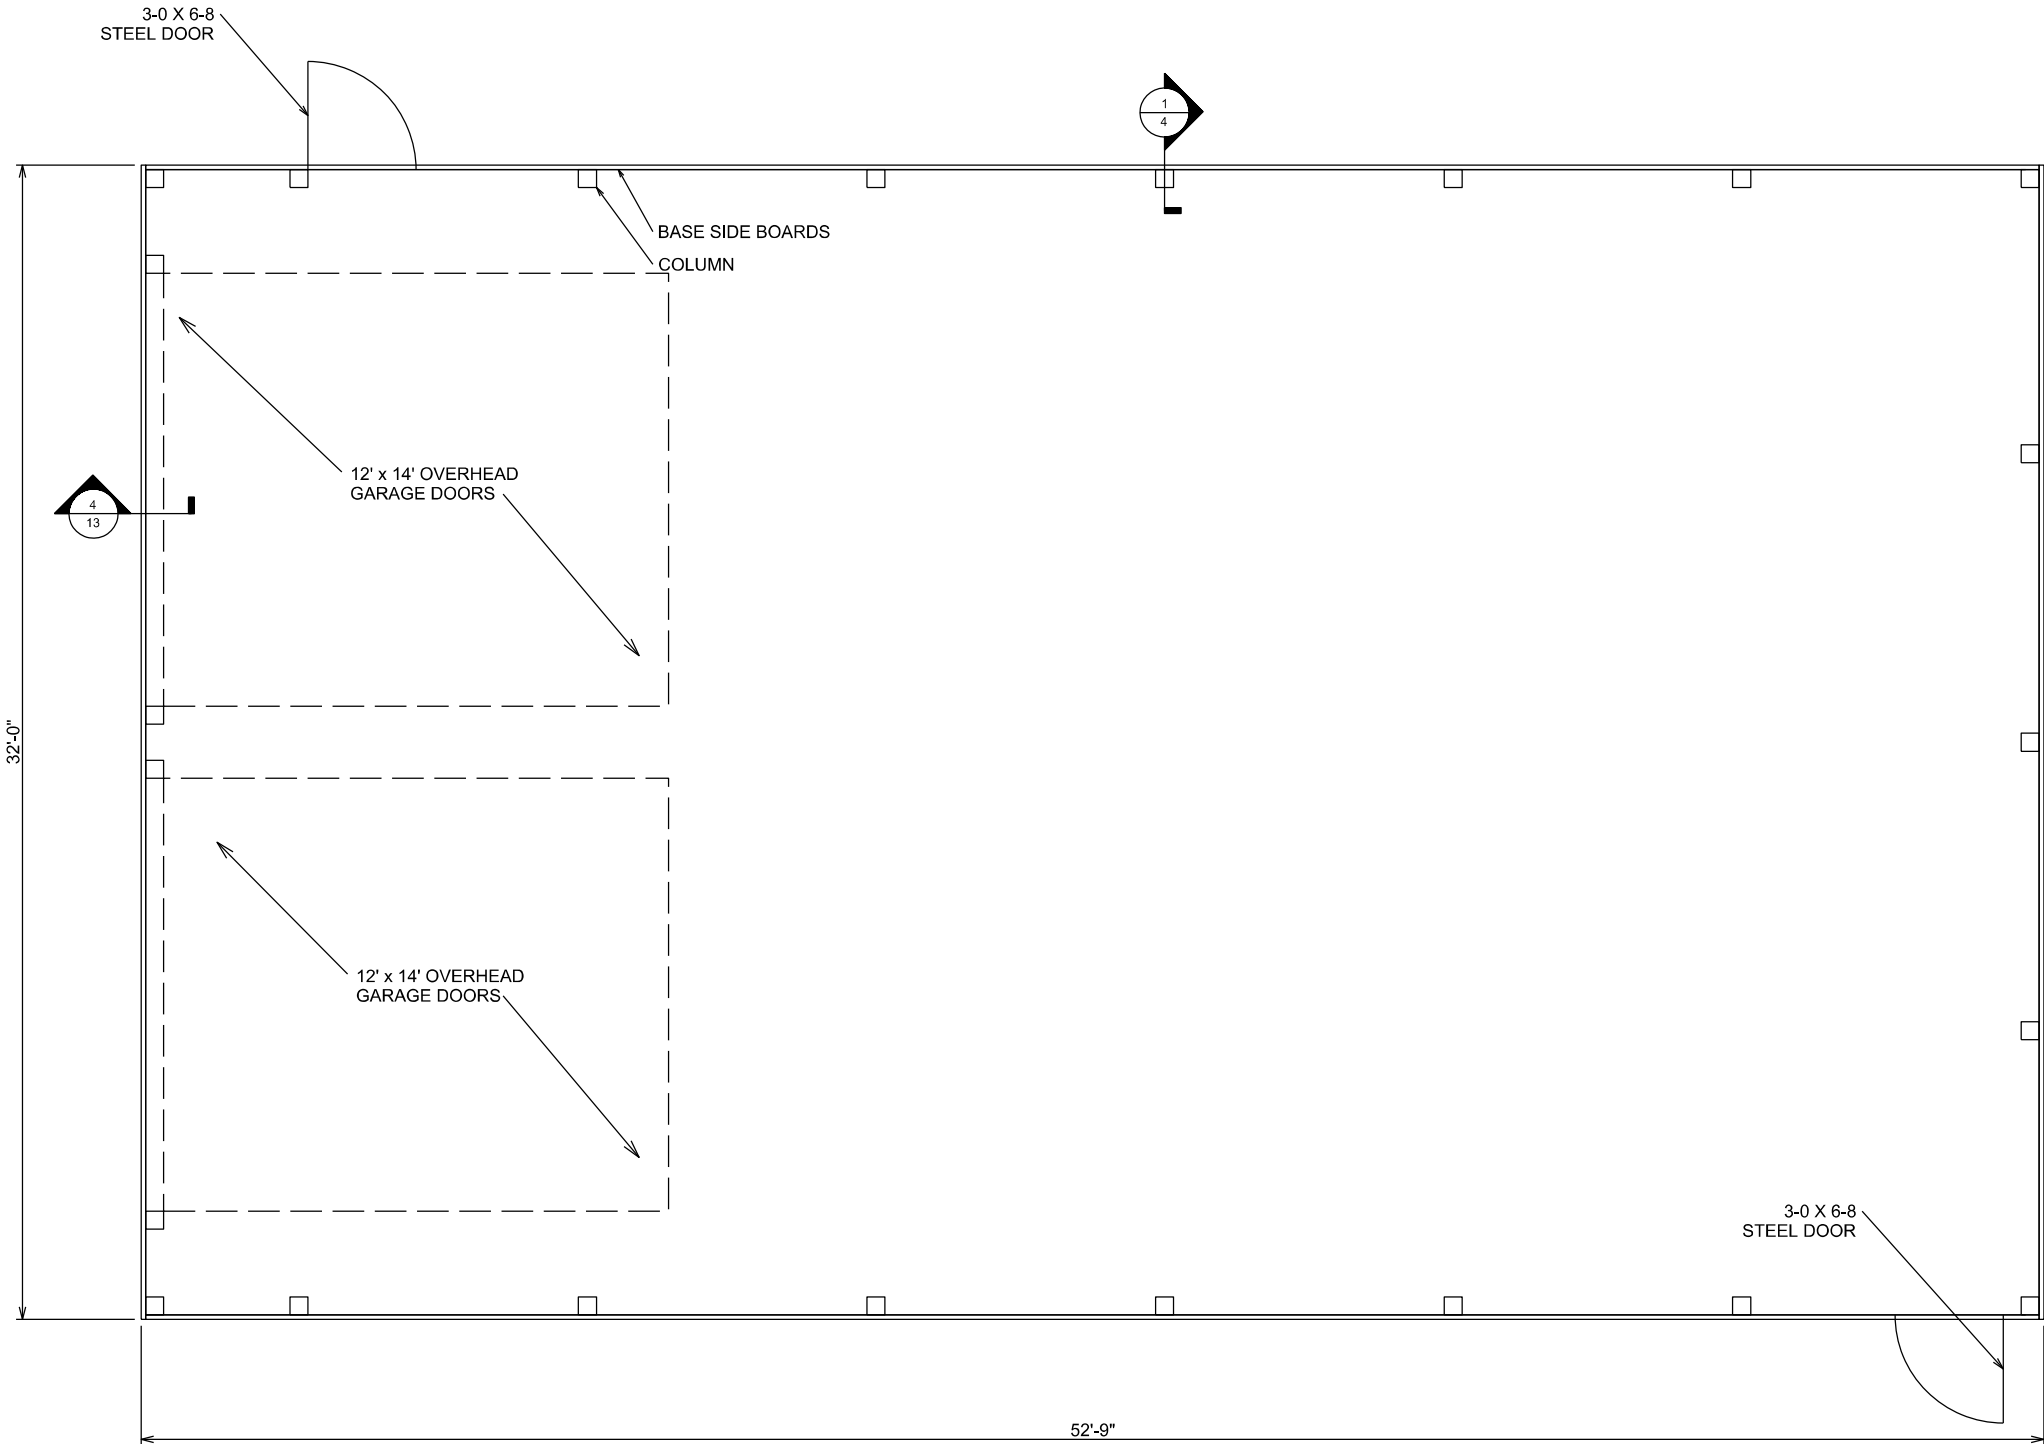 3-0 X 6-8
STEEL DOOR
1
4
BASE SIDE BOARDS
COLUMN
12' x 14' OVERHEAD
GARAGE DOORS
4
13
32'-0"
12' x 14' OVERHEAD
GARAGE DOORS
3-0 X 6-8
STEEL DOOR
52'-9"